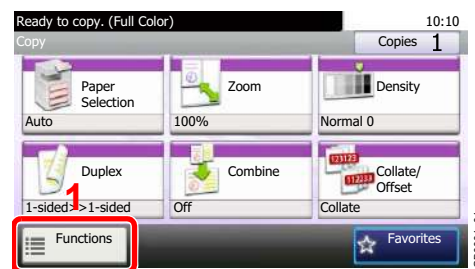 Ready to copy. (Full Color) 10:10
Copy Copies 1
Paper Selection
Auto
Zoom
100%
Density
Normal 0
Duplex
1-sided>>1-sided
Combine
Off
Collate/
Offset
Collate
1
Functions
Favorites